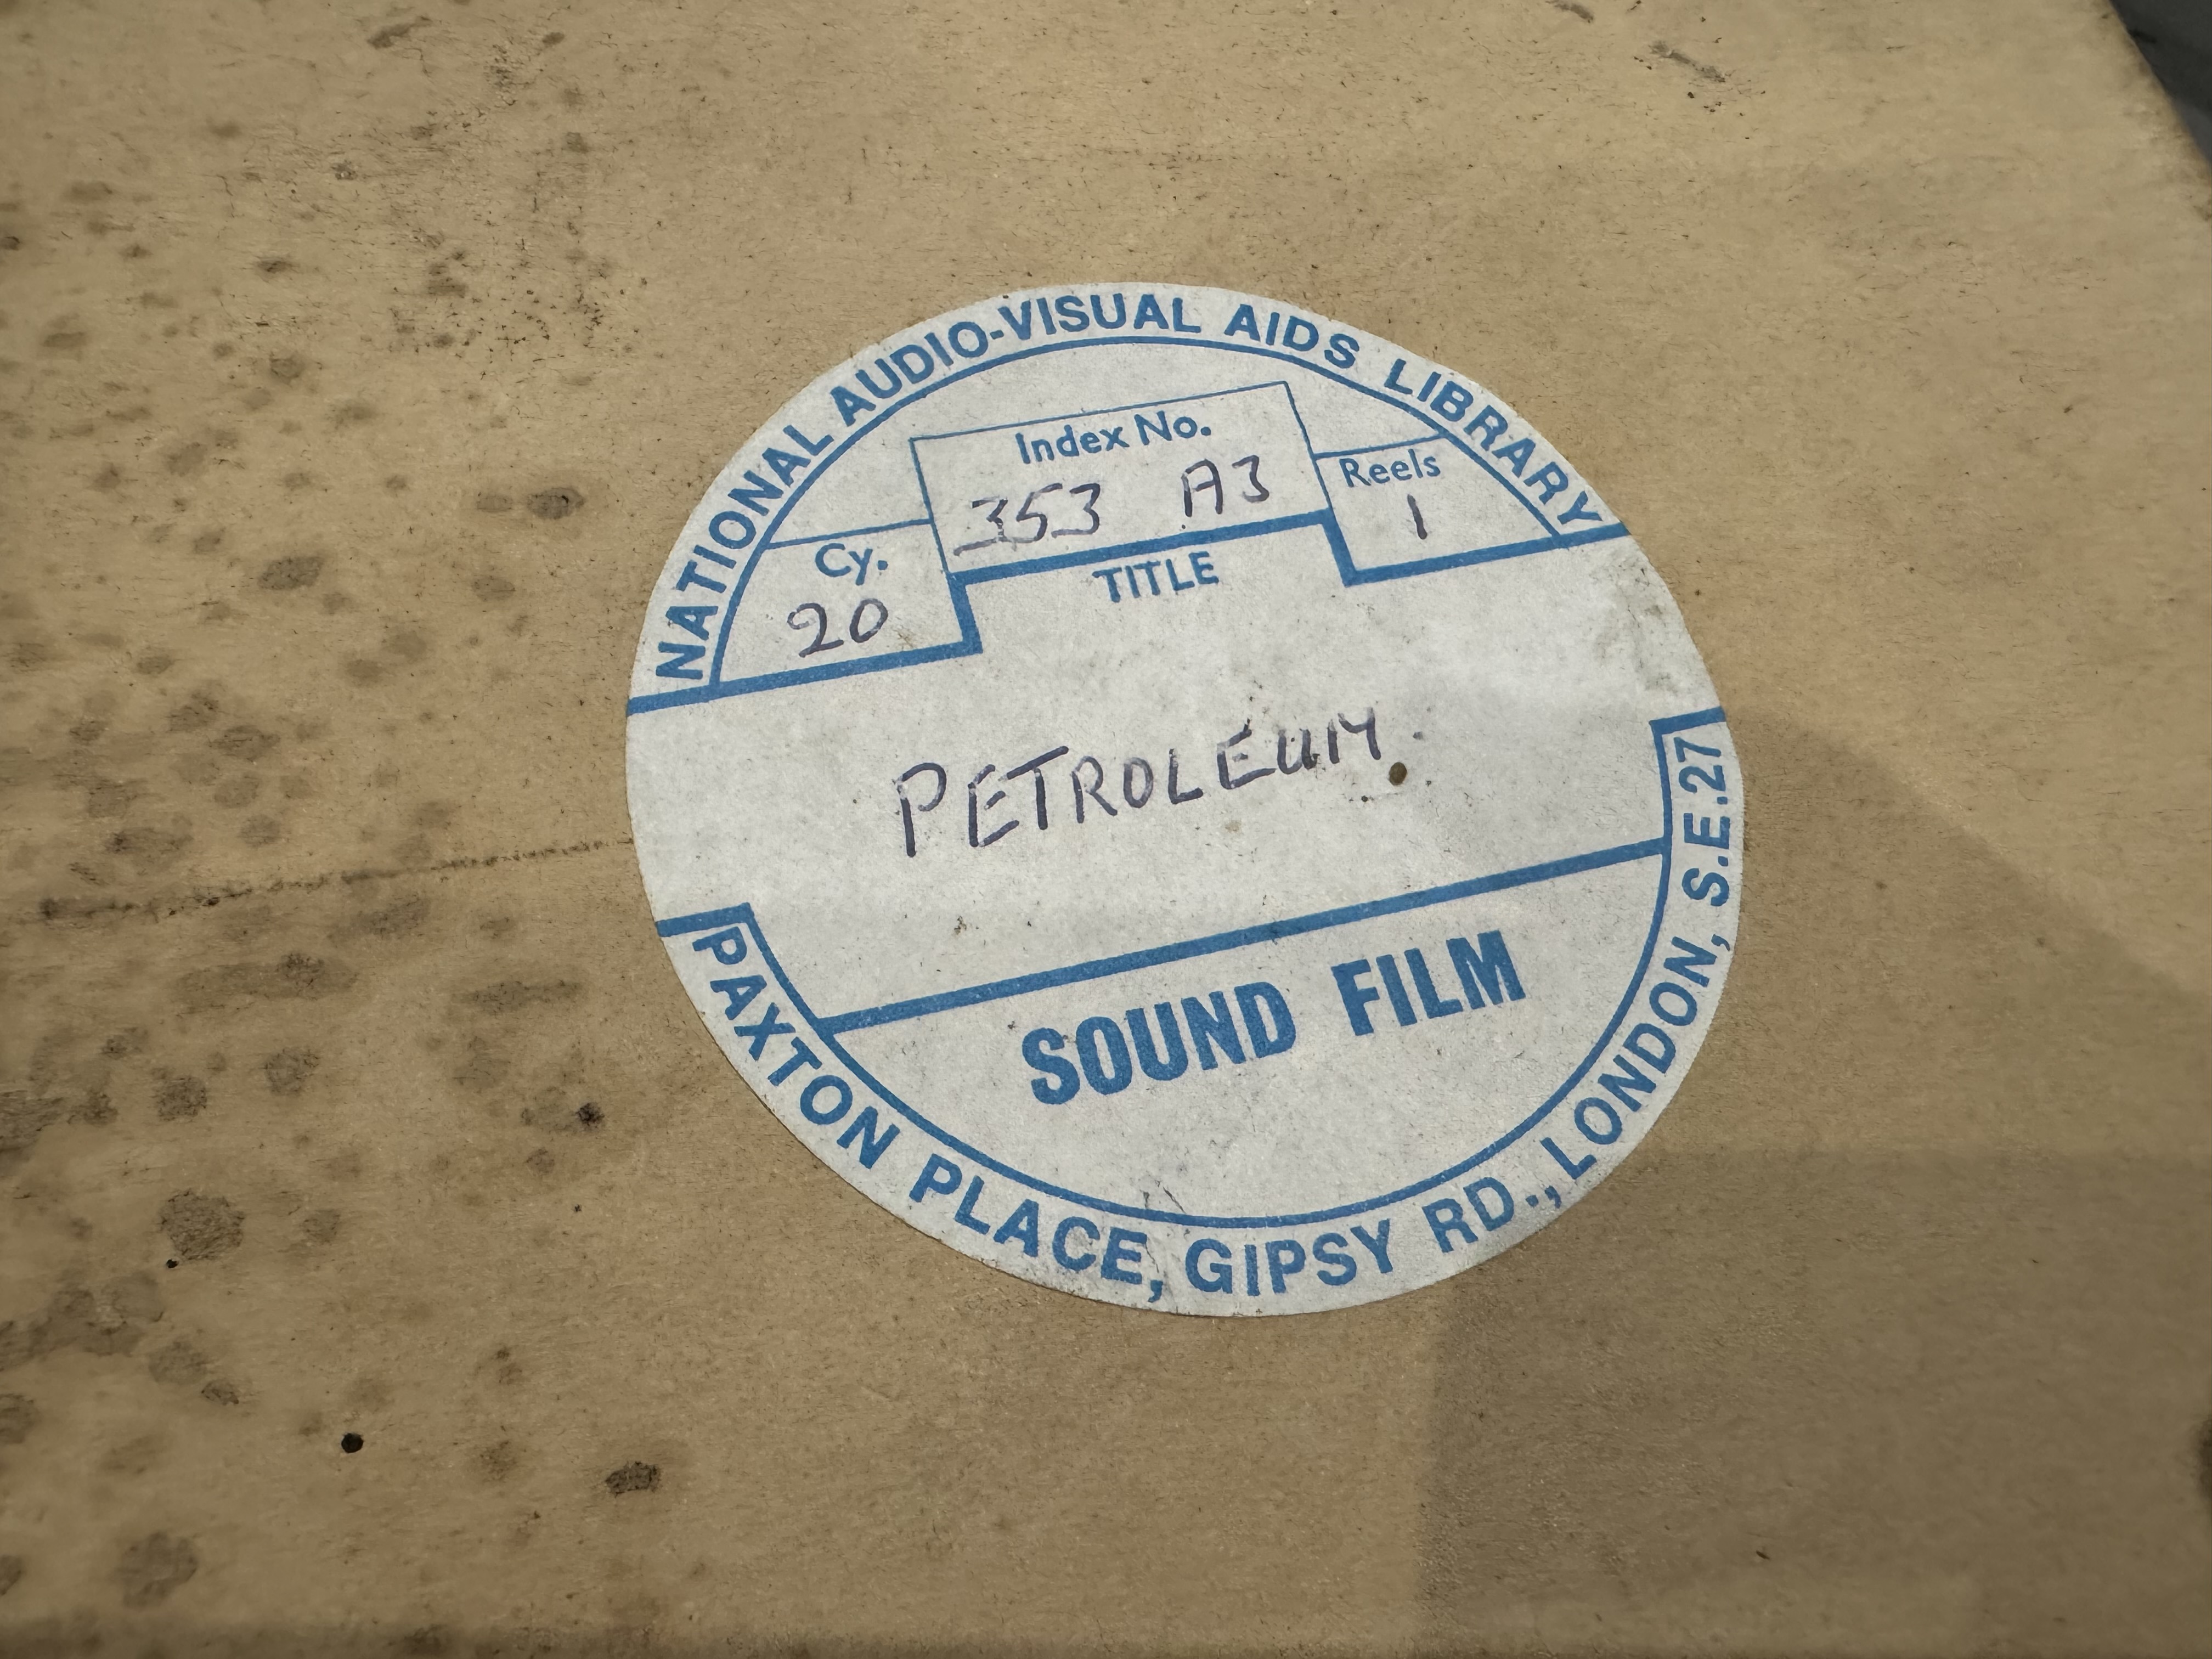 NATIONAL AUDIO-VISUAL AIDS LIBRARY
Index No.
353 A3
Reels
1
Cy.
20
TITLE
PETROLEUM.
SOUND FILM
PAXTON PLACE, GIPSY RD., LONDON, S.E.27